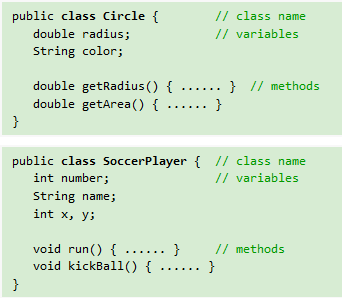 public class Circle {        // class name
   double radius;            // variables
   String color;

   double getRadius() { ...... }  // methods
   double getArea() { ...... }
}

public class SoccerPlayer {  // class name
   int number;               // variables
   String name;
   int x, y;

   void run() { ...... }     // methods
   void kickBall() { ...... }
}